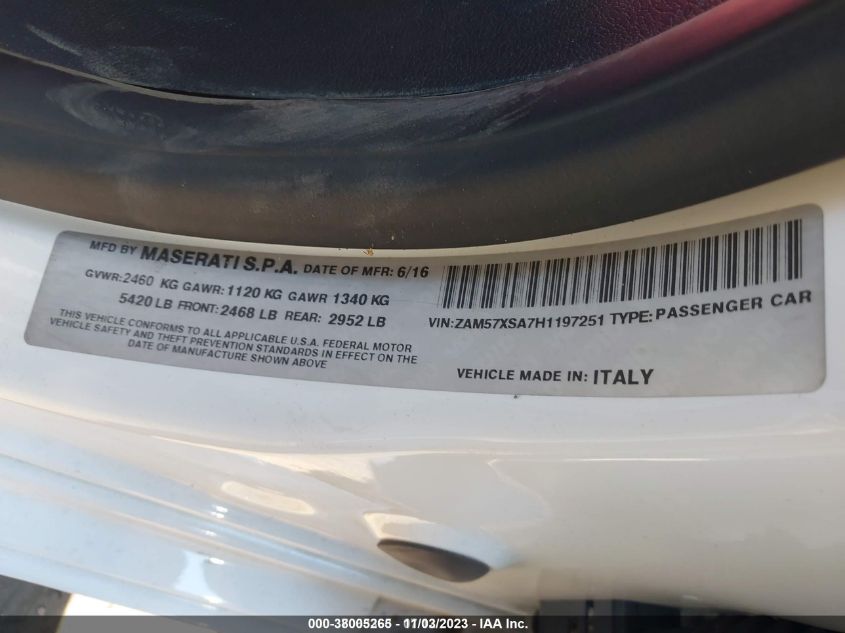 MFD BY MASERATI S.P.A. DATE OF MFR: 6/16
GVWR:2460 KG GAWR:1120 KG GAWR 1340 KG
5420 LB FRONT: 2468 LB REAR: 2952 LB
THIS VEHICLE CONFORMS TO ALL APPLICABLE U.S.A. FEDERAL MOTOR
VEHICLE SAFETY AND THEFT PREVENTION STANDARDS IN EFFECT ON THE
DATE OF MANUFACTURE SHOWN ABOVE
VIN:ZAM57XSA7H1197251 TYPE:PASSENGER CAR
VEHICLE MADE IN: ITALY
000-38005265 - 11/03/2023 - IAA Inc.